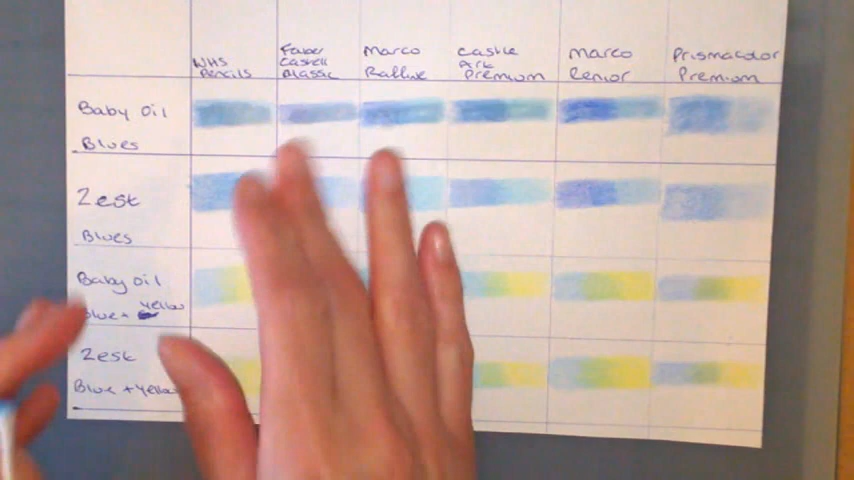 WHS
Pencils
Faber
Castell
Classic
Marco
Raffine
Castle
Art
Premium
Marco
Renior
Prismacolor
Premium
Baby Oil
Blues
Zest
Blues
Baby Oil
Blue + Yellow
Zest
Blue + Yellow